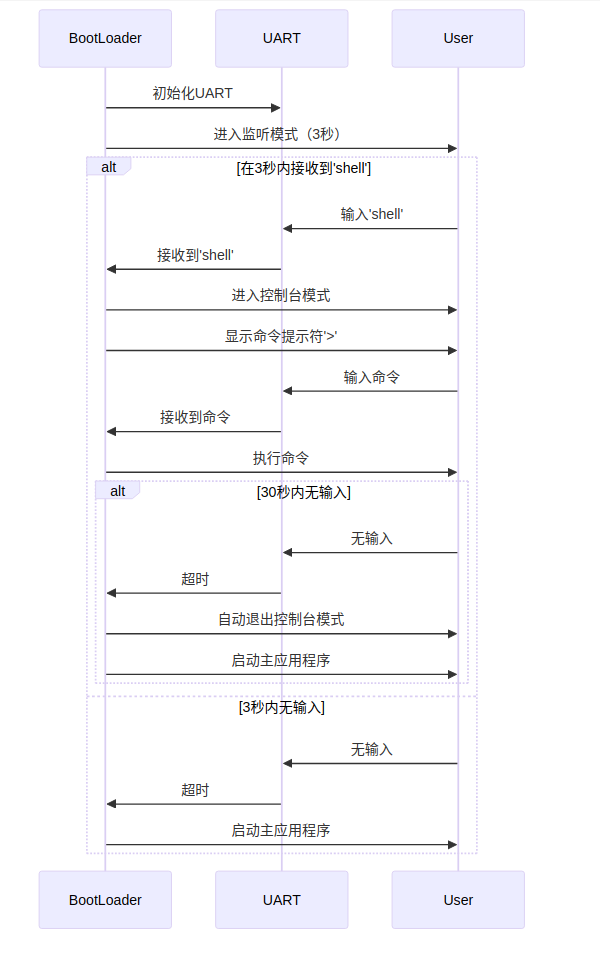 BootLoader
UART
User
初始化UART
进入监听模式（3秒）
alt
[在3秒内接收到'shell']
输入'shell'
接收到'shell'
进入控制台模式
显示命令提示符'>'
输入命令
接收到命令
执行命令
alt
[30秒内无输入]
无输入
超时
自动退出控制台模式
启动主应用程序
[3秒内无输入]
无输入
超时
启动主应用程序
BootLoader
UART
User